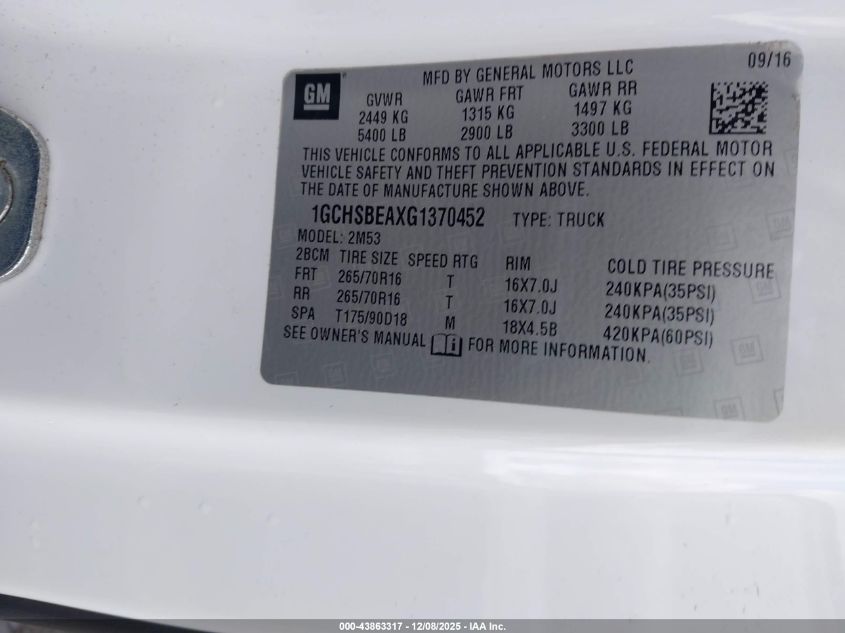 MFD BY GENERAL MOTORS LLC 09/16
GM
GVWR GAWR FRT GAWR RR
2449 KG 1315 KG 1497 KG
5400 LB 2900 LB 3300 LB
THIS VEHICLE CONFORMS TO ALL APPLICABLE U.S. FEDERAL MOTOR
VEHICLE SAFETY AND THEFT PREVENTION STANDARDS IN EFFECT ON
THE DATE OF MANUFACTURE SHOWN ABOVE.
1GCHSBEAXG1370452 TYPE: TRUCK
MODEL: 2M53
2BCM TIRE SIZE SPEED RTG RIM COLD TIRE PRESSURE
FRT 265/70R16 T 16X7.0J 240KPA(35PSI)
RR 265/70R16 T 16X7.0J 240KPA(35PSI)
SPA T175/90D18 M 18X4.5B 420KPA(60PSI)
SEE OWNER'S MANUAL i FOR MORE INFORMATION.
000-43863317 - 12/08/2025 - IAA Inc.